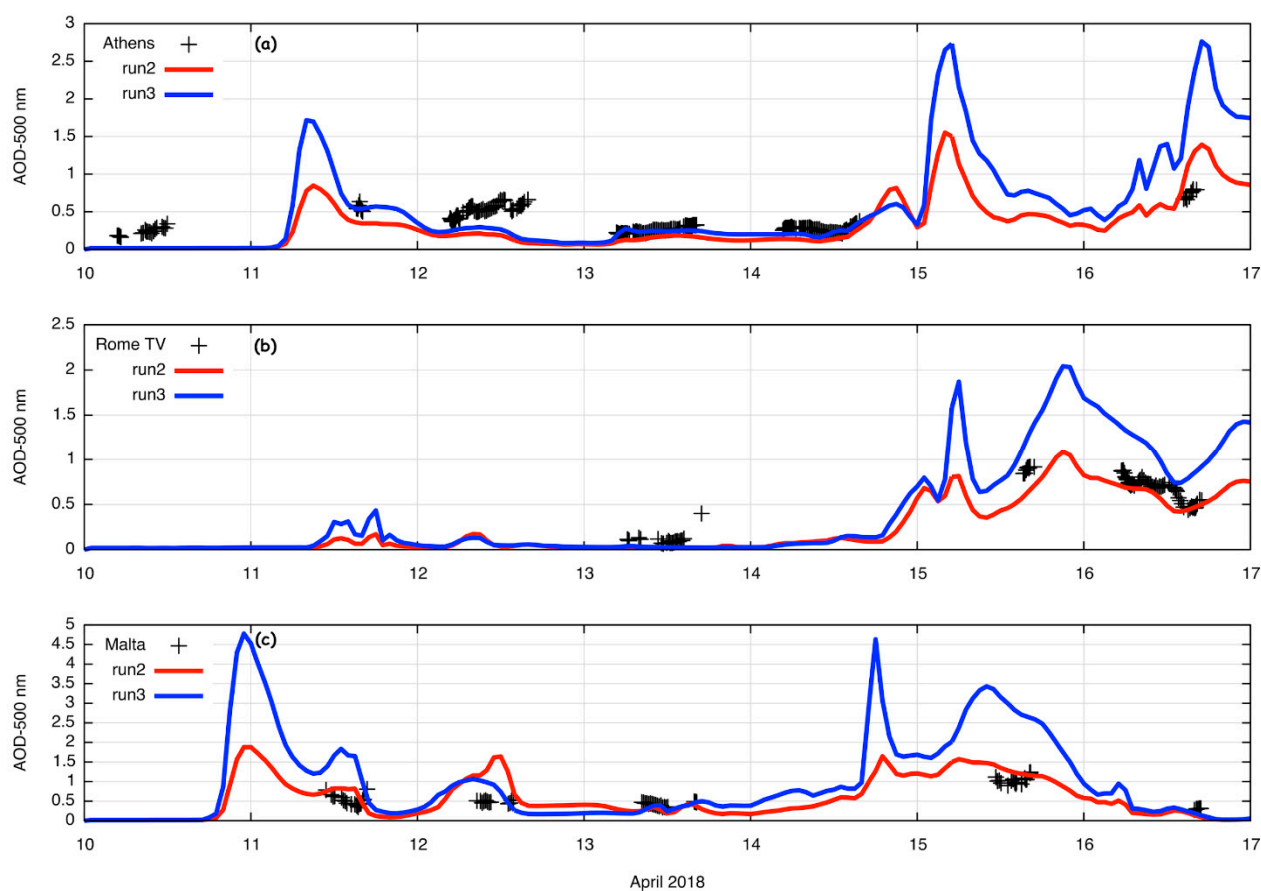 (a)
Athens +
run2
run3
AOD-500 nm
3
2.5
2
1.5
1
0.5
0
10 11 12 13 14 15 16 17
(b)
Rome TV +
run2
run3
AOD-500 nm
2.5
2
1.5
1
0.5
0
10 11 12 13 14 15 16 17
(c)
Malta +
run2
run3
AOD-500 nm
5
4.5
4
3.5
3
2.5
2
1.5
1
0.5
0
10 11 12 13 14 15 16 17
April 2018